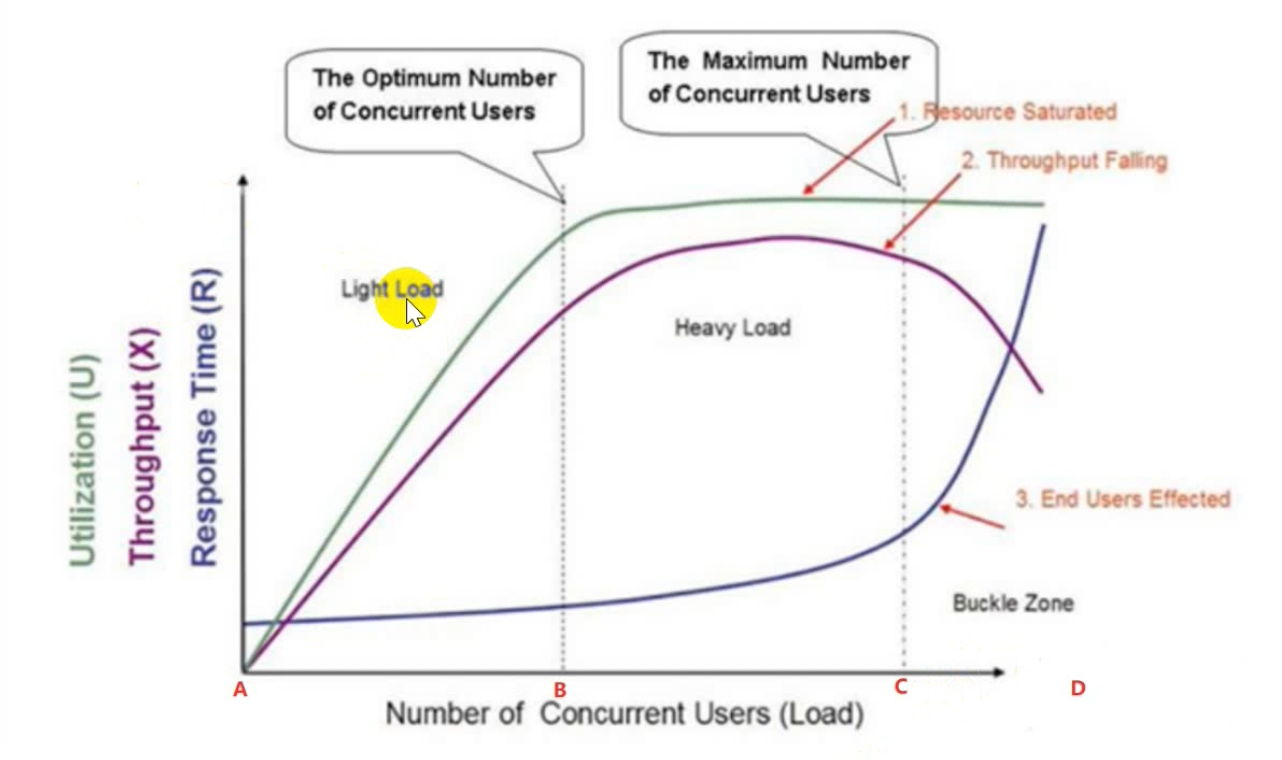 The Optimum Number
of Concurrent Users
The Maximum Number
of Concurrent Users
1. Resource Saturated
2. Throughput Falling
Light Load
Heavy Load
Utilization (U)
Throughput (X)
Response Time (R)
3. End Users Effected
Buckle Zone
A
B
C
D
Number of Concurrent Users (Load)